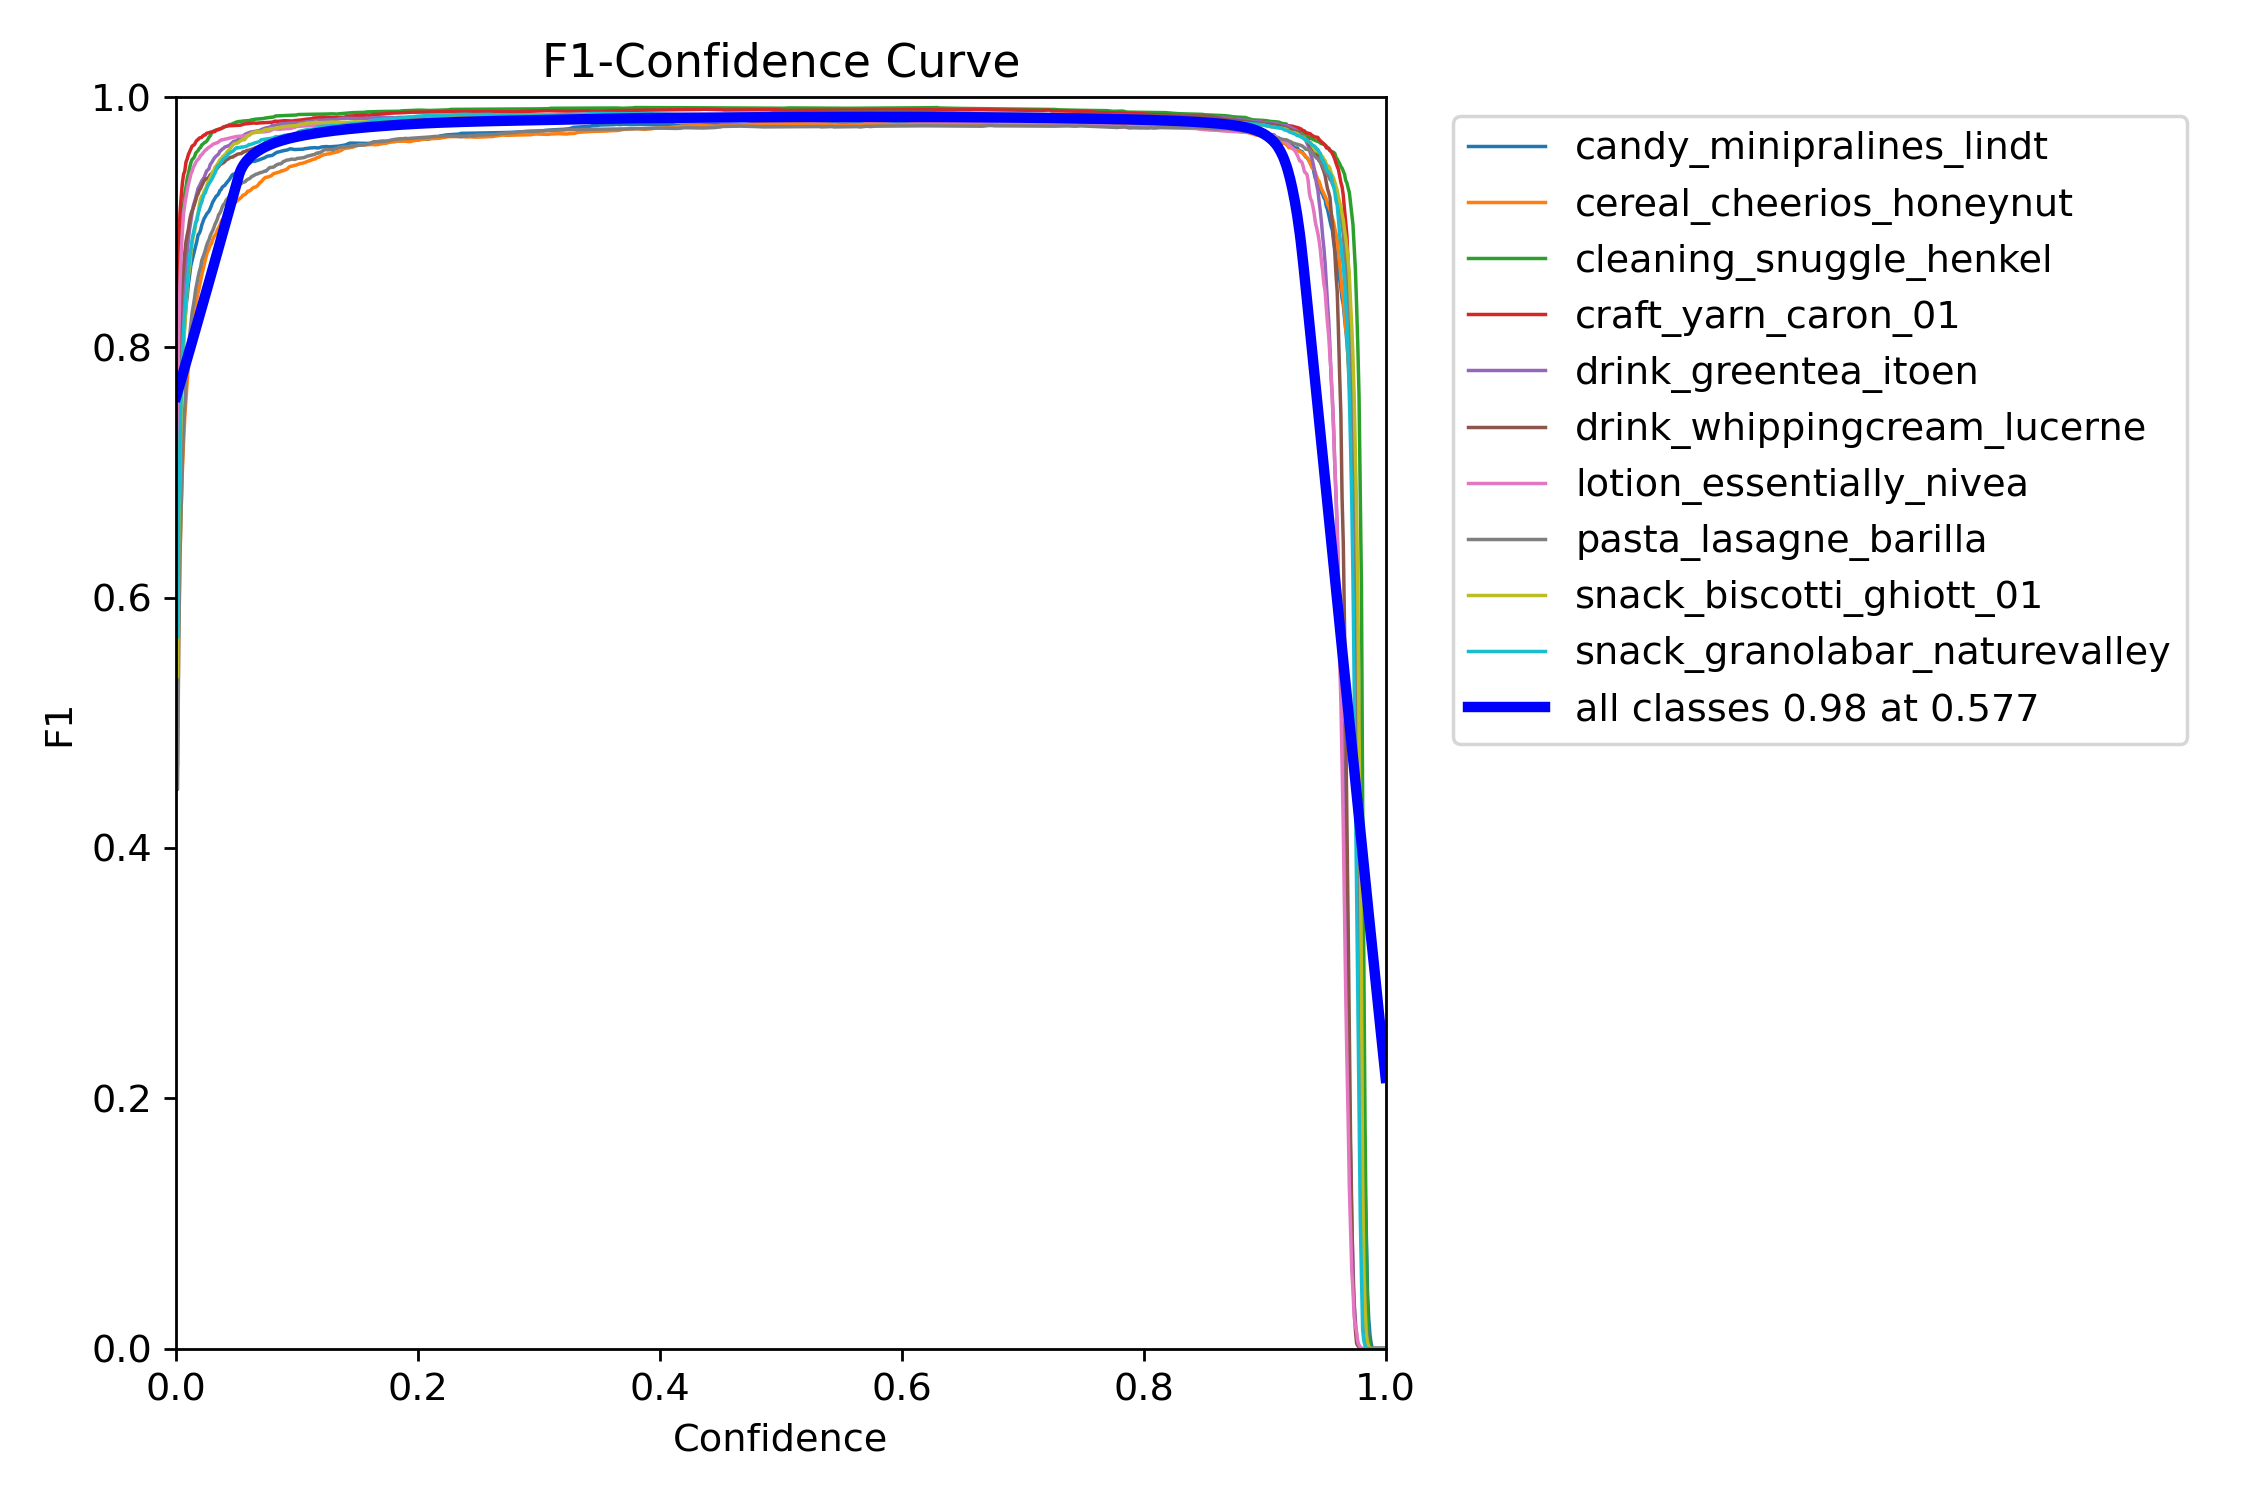 F1-Confidence Curve
1.0
0.8
0.6
0.4
0.2
0.0
F1
0.0 0.2 0.4 0.6 0.8 1.0
Confidence
candy_minipralines_lindt
cereal_cheerios_honeynut
cleaning_snuggle_henkel
craft_yarn_caron_01
drink_greentea_itoen
drink_whippingcream_lucerne
lotion_essentially_nivea
pasta_lasagne_barilla
snack_biscotti_ghiott_01
snack_granolabar_naturevalley
all classes 0.98 at 0.577